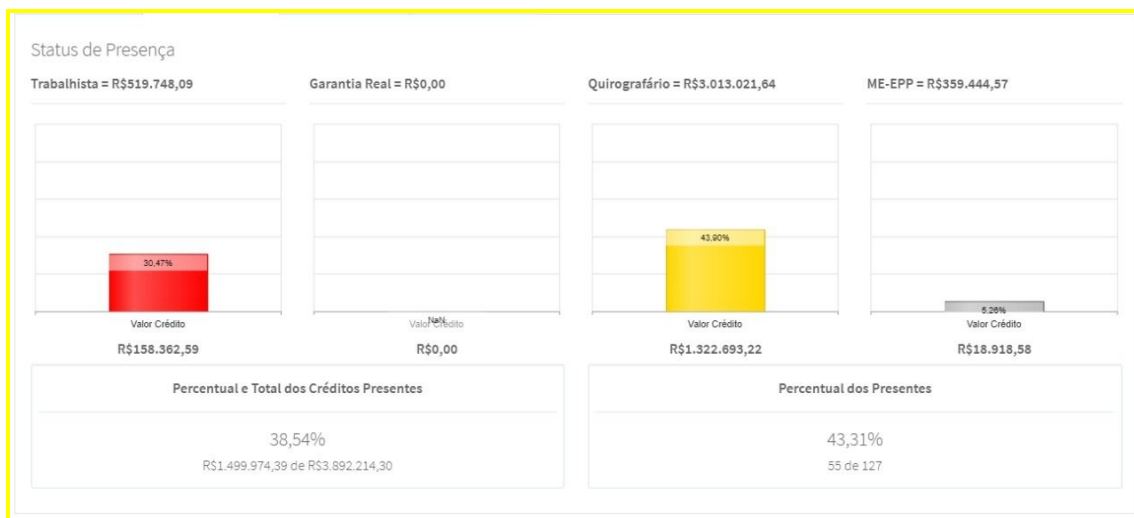 Status de Presença
Trabalhista = R$519.748,09
Garantia Real = R$0,00
Quirografário = R$3.013.021,64
ME-EPP = R$359.444,57
30,47%
NaN
43,90%
5,26%
Valor Crédito
Valor Crédito
Valor Crédito
Valor Crédito
R$158.362,59
R$0,00
R$1.322.693,22
R$18.918,58
Percentual e Total dos Créditos Presentes
38,54%
R$1.499.974,39 de R$3.892.214,30
Percentual dos Presentes
43,31%
55 de 127